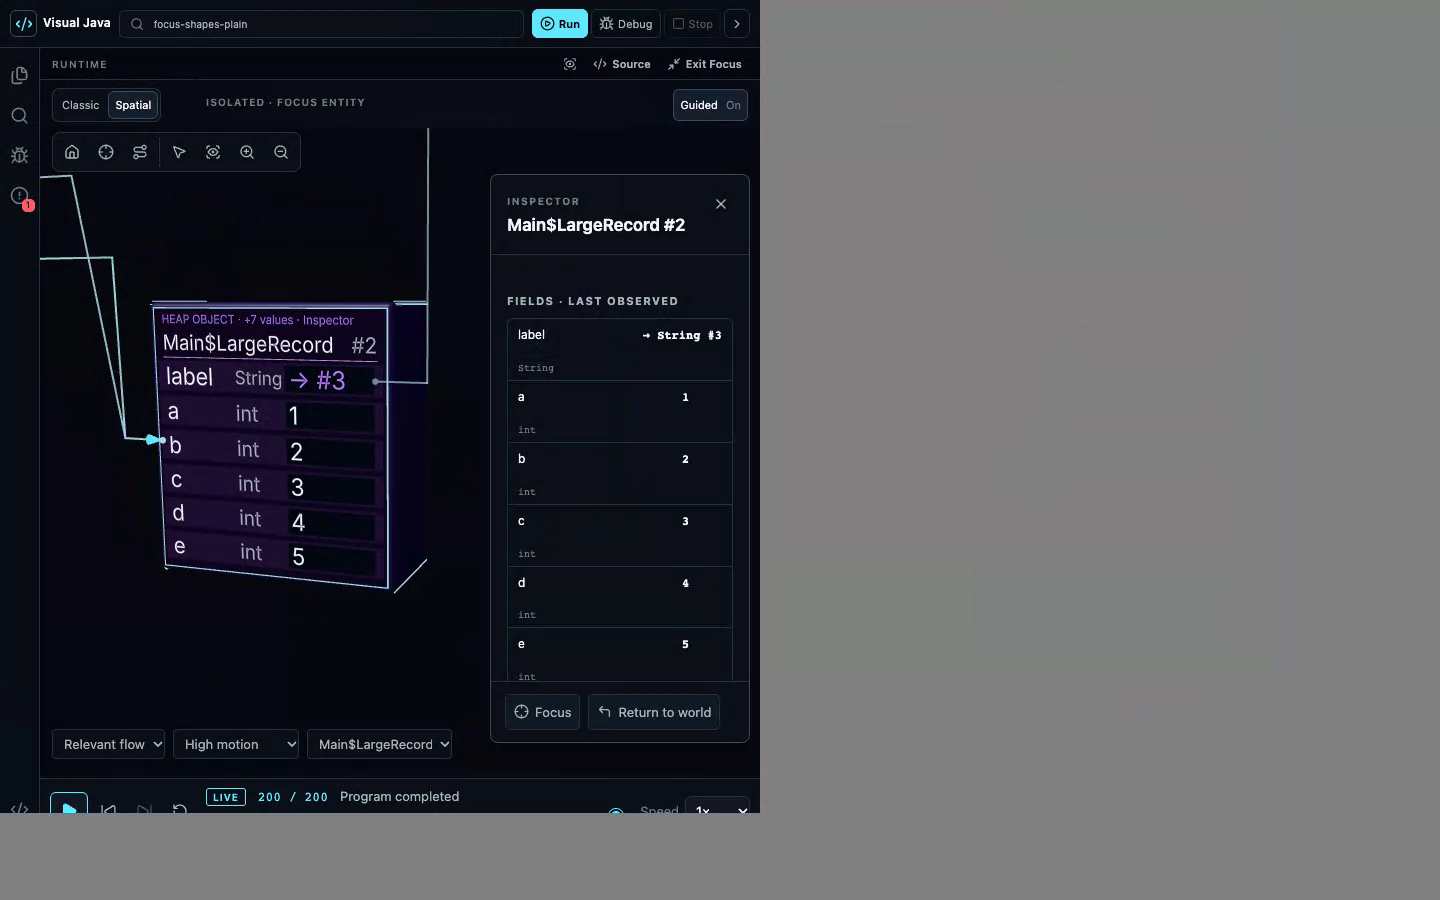 Visual Java
focus-shapes-plain
Run
Debug
Stop
RUNTIME
Source
Exit Focus
Classic
Spatial
ISOLATED · FOCUS ENTITY
Guided On
1
INSPECTOR
Main$LargeRecord #2
HEAP OBJECT · +7 values · Inspector
Main$LargeRecord #2
label String → #3
a int 1
b int 2
c int 3
d int 4
e int 5
FIELDS · LAST OBSERVED
label → String #3
String
a 1
int
b 2
int
c 3
int
d 4
int
e 5
int
Focus
Return to world
Relevant flow
High motion
Main$LargeRecord
LIVE 200 / 200 Program completed
Speed 1x